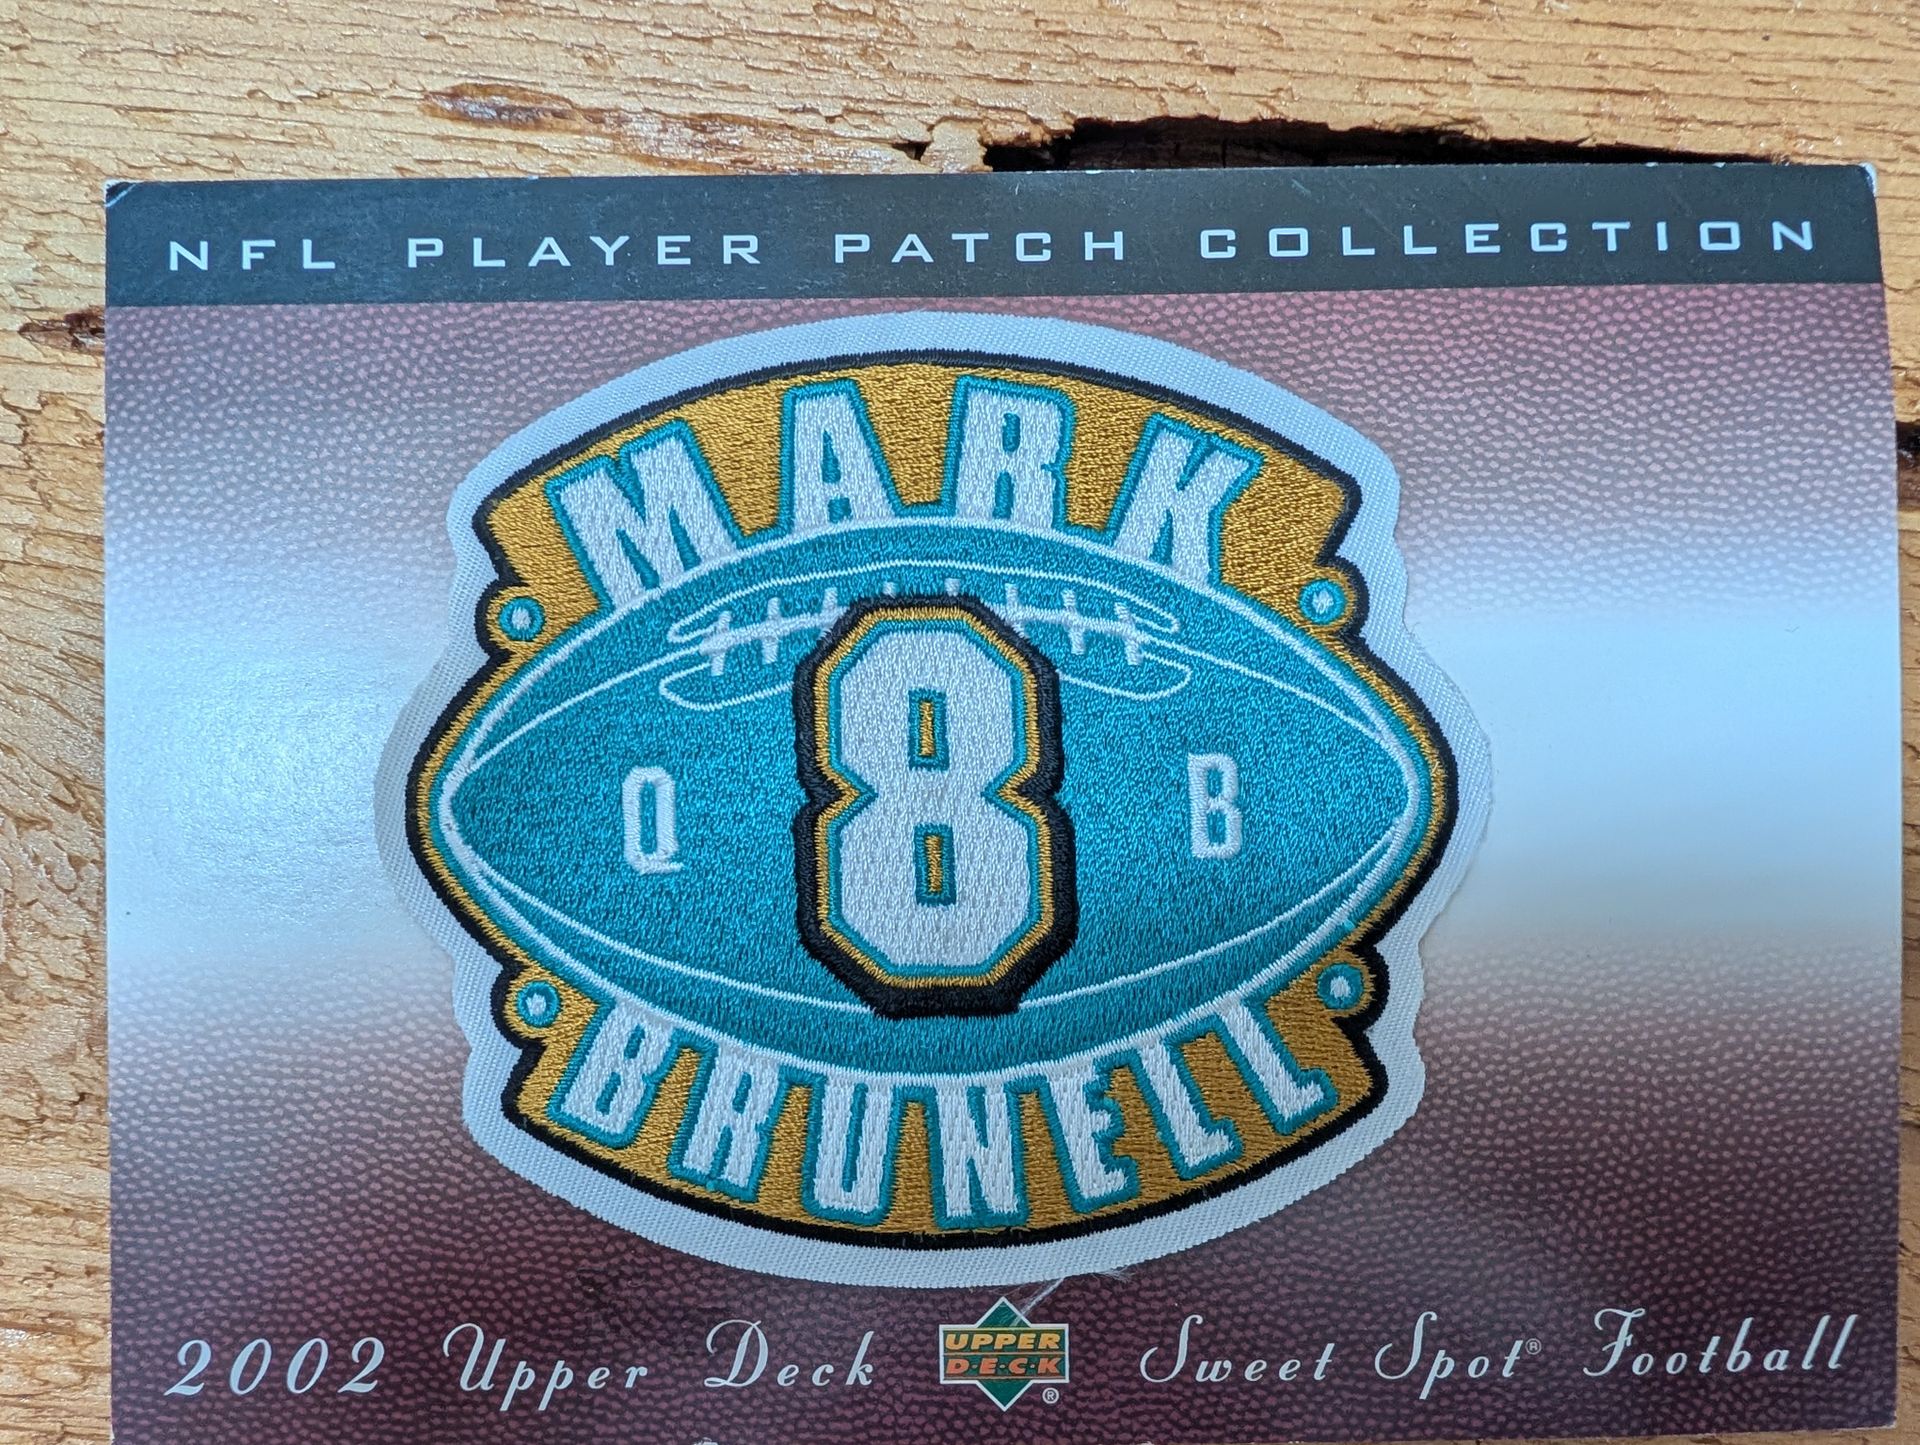 NFL PLAYER PATCH COLLECTION
MARK
Q 8 B
BRUNELL
2002 Upper Deck UPPER DECK ® Sweet Spot® Football